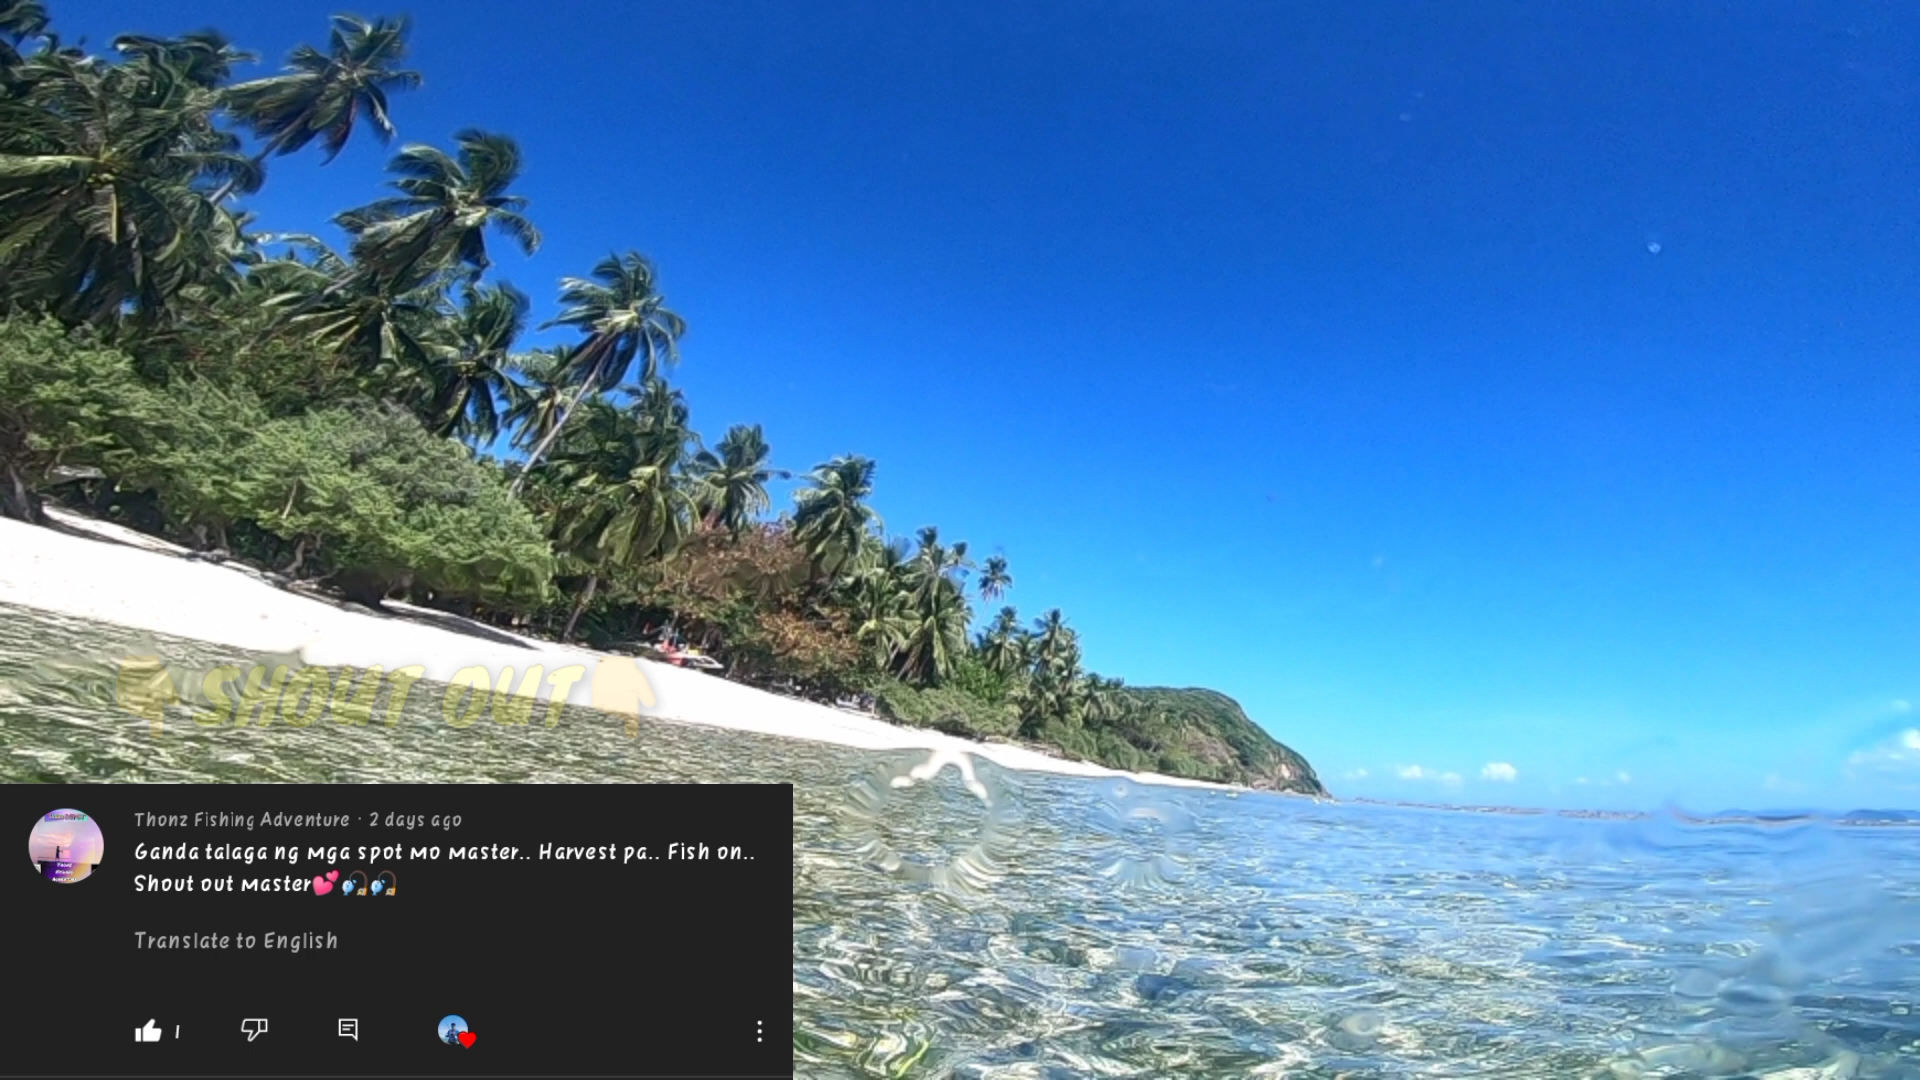 👇SHOUT OUT👇
Thonz Fishing Adventure · 2 days ago
Ganda talaga ng mga spot mo master.. Harvest pa.. Fish on..
Shout out master💕🎣🎣
Translate to English
1